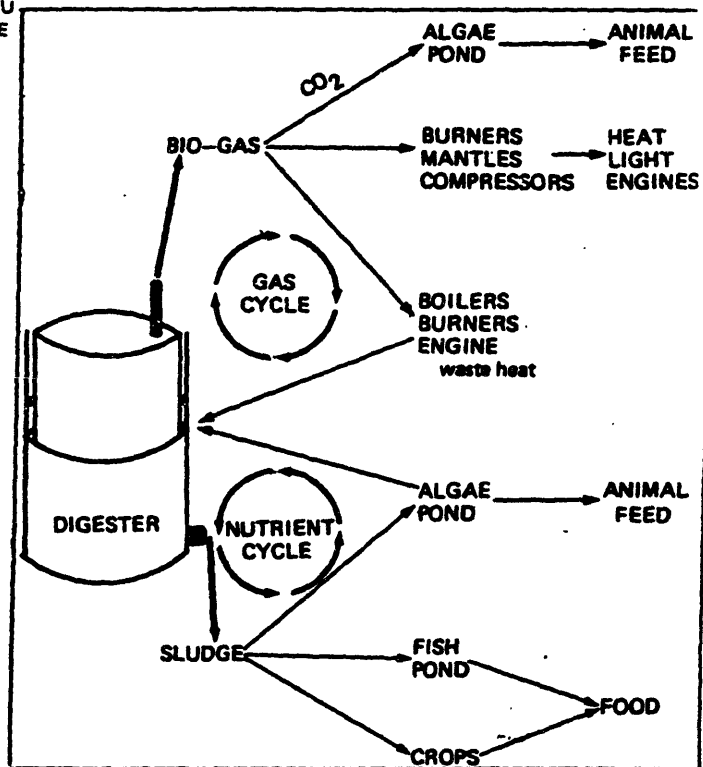 U
E
ALGAE
POND
ANIMAL
FEED
CO2
BIO-GAS
BURNERS
MANTLES
COMPRESSORS
HEAT
LIGHT
ENGINES
GAS
CYCLE
BOILERS
BURNERS
ENGINE
waste heat
DIGESTER
NUTRIENT
CYCLE
ALGAE
POND
ANIMAL
FEED
SLUDGE
FISH
POND
FOOD
CROPS